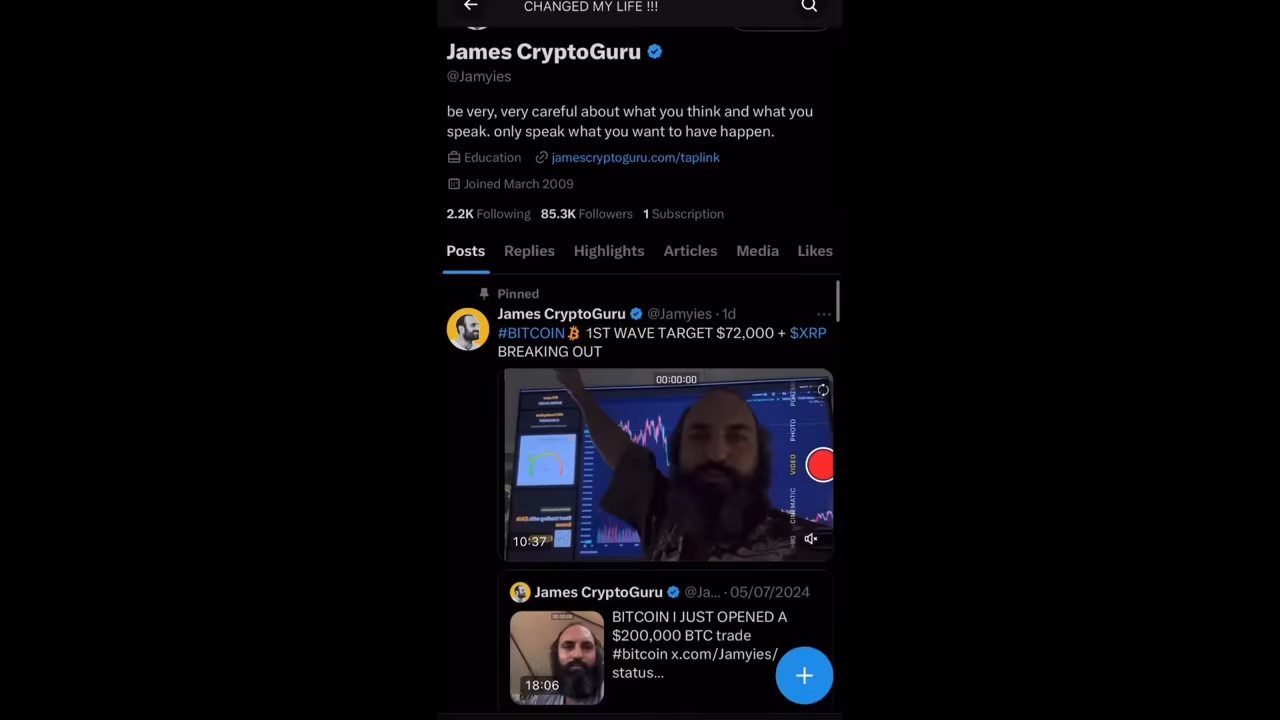 CHANGED MY LIFE !!!
James CryptoGuru
@Jamyies
be very, very careful about what you think and what you
speak. only speak what you want to have happen.
Education jamescryptoguru.com/taplink
Joined March 2009
2.2K Following 85.3K Followers 1 Subscription
Posts Replies Highlights Articles Media Likes
Pinned
James CryptoGuru @Jamyies · 1d
#BITCOIN 1ST WAVE TARGET $72,000 + $XRP
BREAKING OUT
00:00:00
PHOTO
VIDEO
CINEMATIC
10:37
James CryptoGuru @Ja... · 05/07/2024
BITCOIN I JUST OPENED A
$200,000 BTC trade
#bitcoin x.com/Jamyies/
status...
18:06